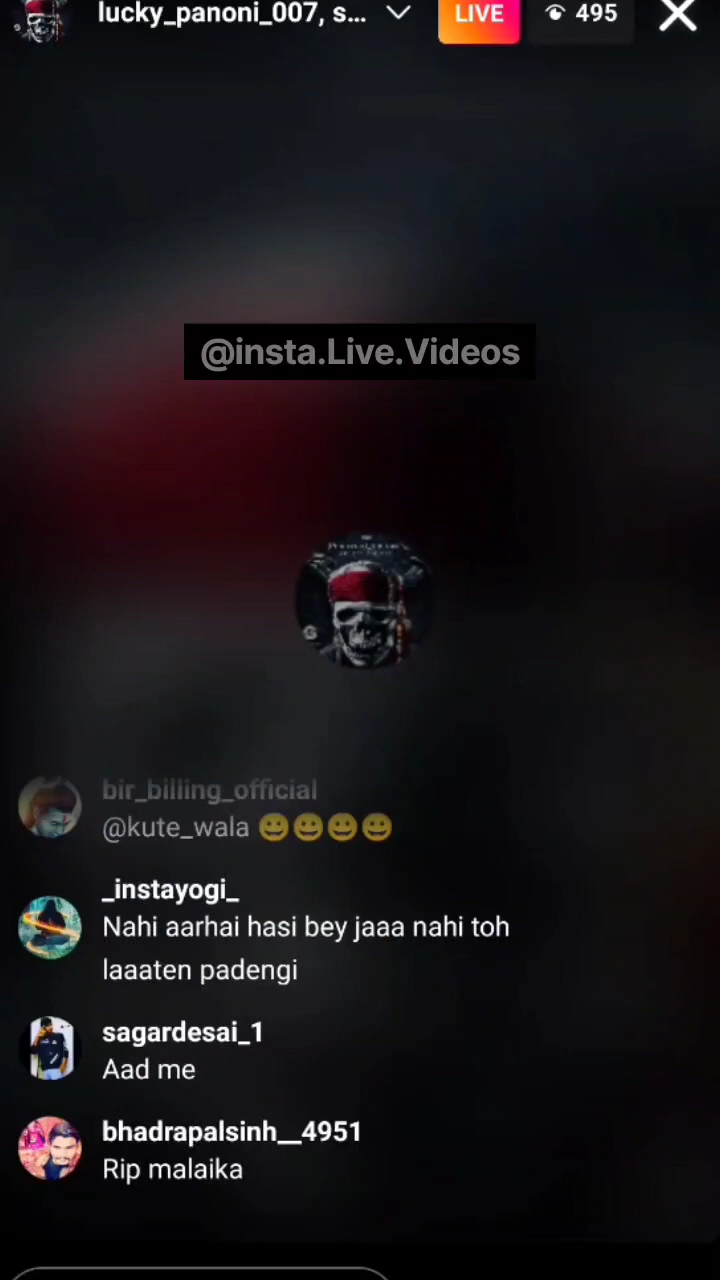 lucky_panoni_007, s...
LIVE
495
@insta.Live.Videos
bir_billing_official
@kute_wala 😀😀😀😀
_instayogi_
Nahi aarhai hasi bey jaaa nahi toh
laaaten padengi
sagardesai_1
Aad me
bhadrapalsinh__4951
Rip malaika